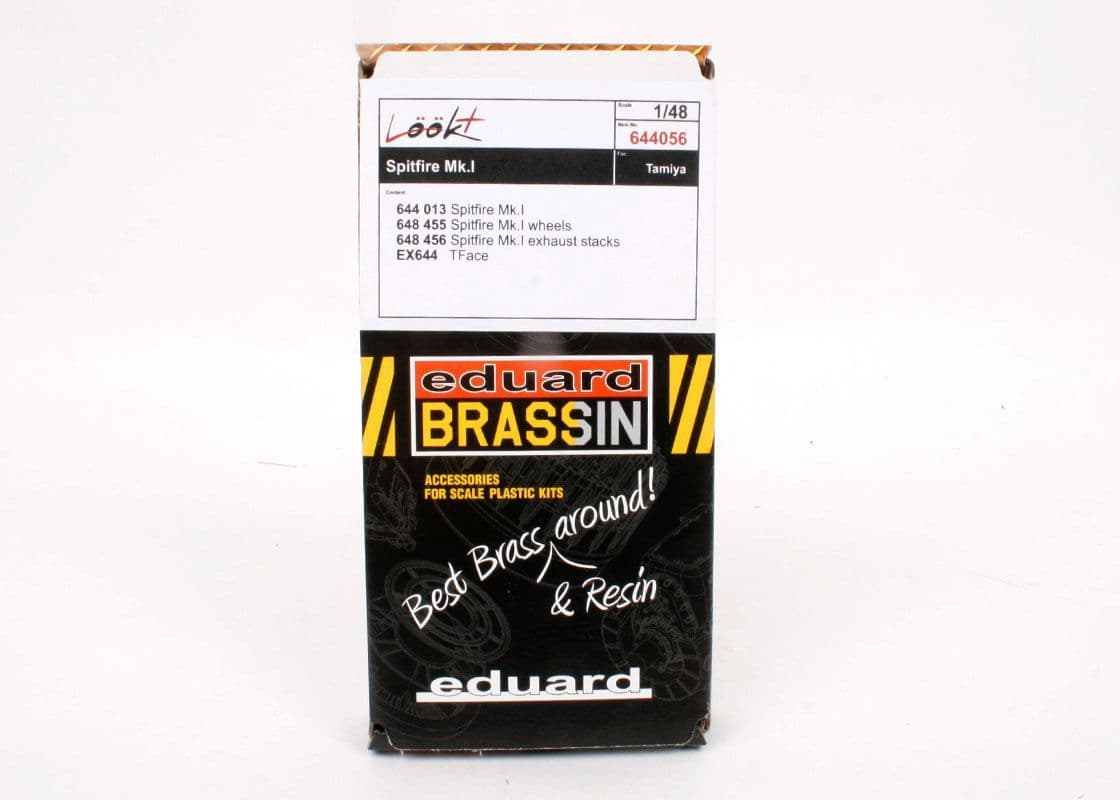 Löök+
Scale
1/48
Item No.
644056
Spitfire Mk.I
For:
Tamiya
Content:
644 013 Spitfire Mk.I
648 455 Spitfire Mk.I wheels
648 456 Spitfire Mk.I exhaust stacks
EX644 TFace
eduard
BRASSIN
ACCESSORIES
FOR SCALE PLASTIC KITS
Best Brass around!
& Resin
eduard